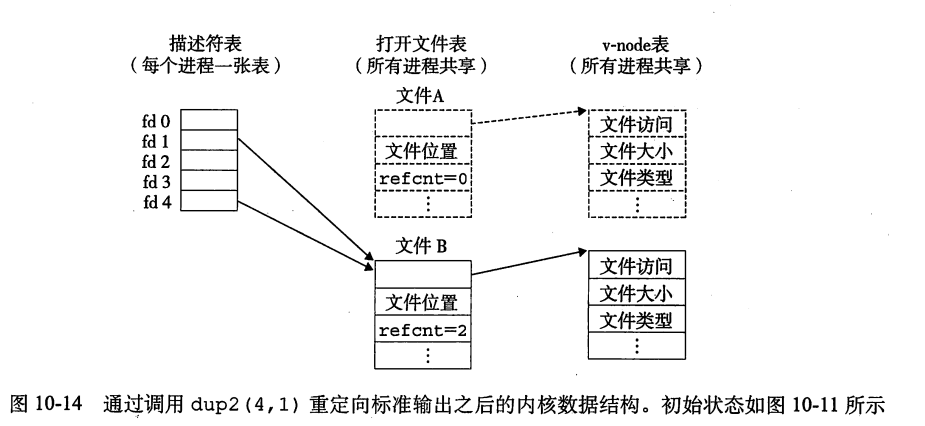 描述符表
（每个进程一张表）
打开文件表
（所有进程共享）
v-node表
（所有进程共享）
fd 0
fd 1
fd 2
fd 3
fd 4
文件A
文件位置
refcnt=0
⋮
文件访问
文件大小
文件类型
⋮
文件 B
文件位置
refcnt=2
⋮
文件访问
文件大小
文件类型
⋮
图 10-14 通过调用 dup2(4,1) 重定向标准输出之后的内核数据结构。初始状态如图 10-11 所示